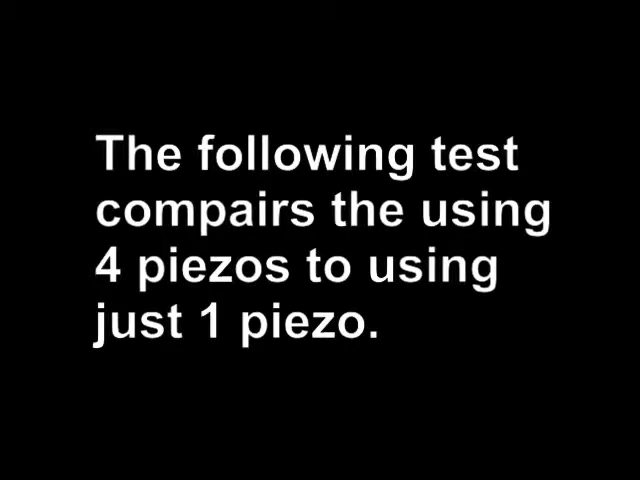 The following test
compairs the using
4 piezos to using
just 1 piezo.